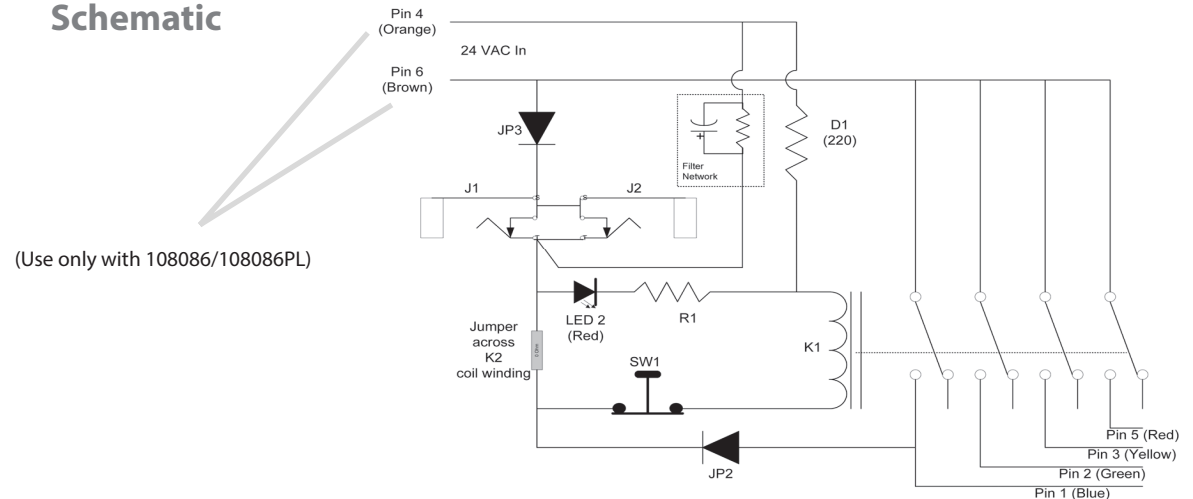 Schematic
Pin 4
(Orange)
24 VAC In
Pin 6
(Brown)
JP3
D1
(220)
Filter
Network
+
J1
J2
S
S
T
T
(Use only with 108086/108086PL)
LED 2
(Red)
R1
Jumper
across
K2
coil winding
0 Ohm
SW1
K1
JP2
Pin 5 (Red)
Pin 3 (Yellow)
Pin 2 (Green)
Pin 1 (Blue)